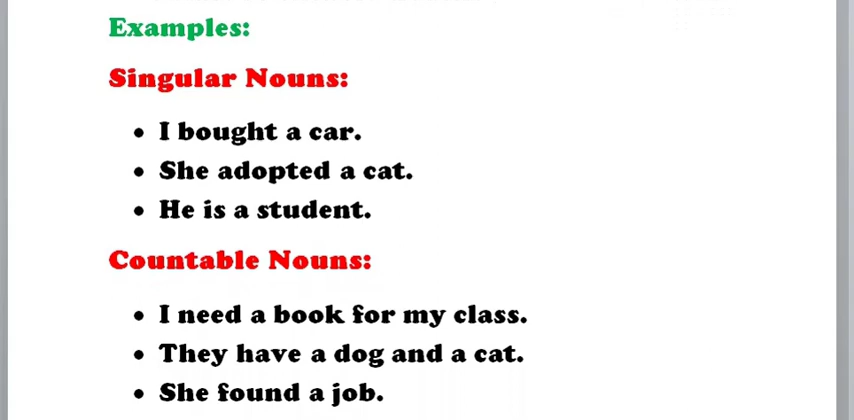 Examples:
Singular Nouns:
• I bought a car.
• She adopted a cat.
• He is a student.
Countable Nouns:
• I need a book for my class.
• They have a dog and a cat.
• She found a job.